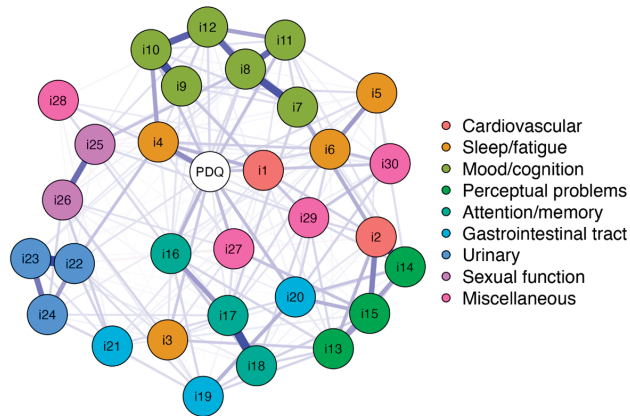 i12
i11
i10
i8
i9
i5
i28
i7
i4
i25
i6
i30
PDQ
i1
i26
i29
i2
i27
i16
i23
i22
i14
i20
i24
i17
i15
i21
i3
i13
i18
i19
Cardiovascular
Sleep/fatigue
Mood/cognition
Perceptual problems
Attention/memory
Gastrointestinal tract
Urinary
Sexual function
Miscellaneous